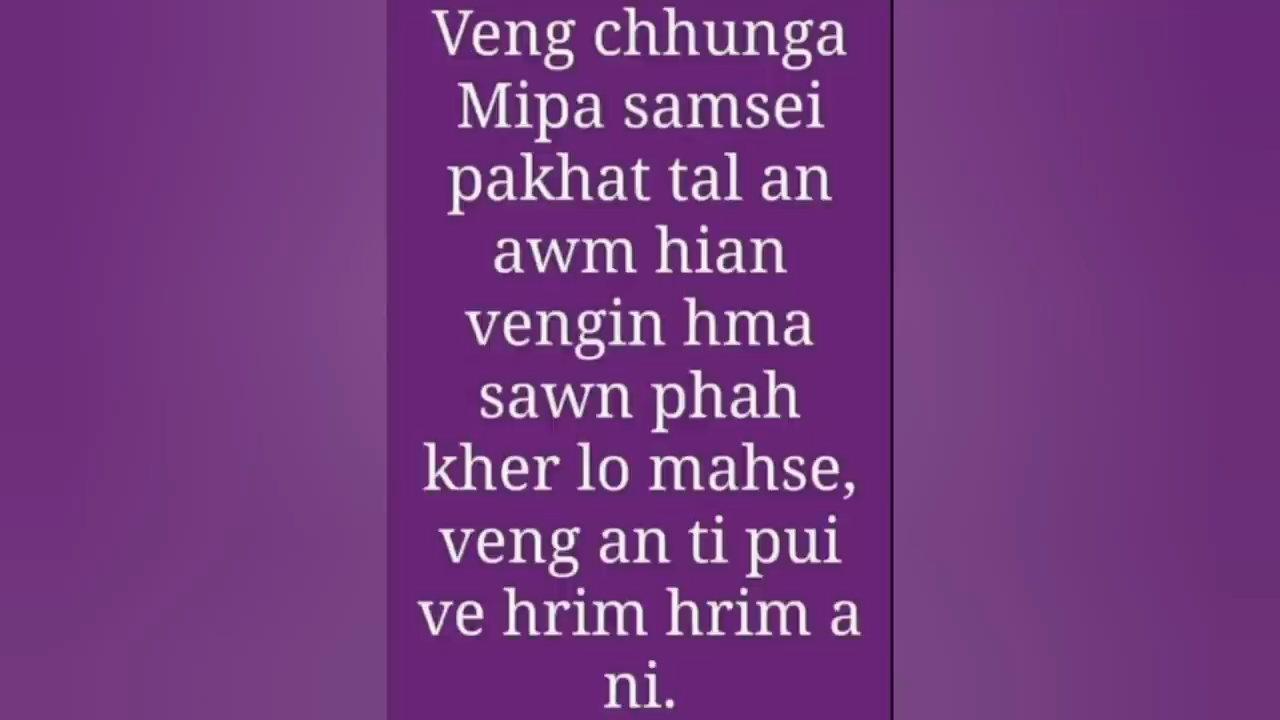 Veng chhunga
Mipa samsei
pakhat tal an
awm hian
vengin hma
sawn phah
kher lo mahse,
veng an ti pui
ve hrim hrim a
ni.